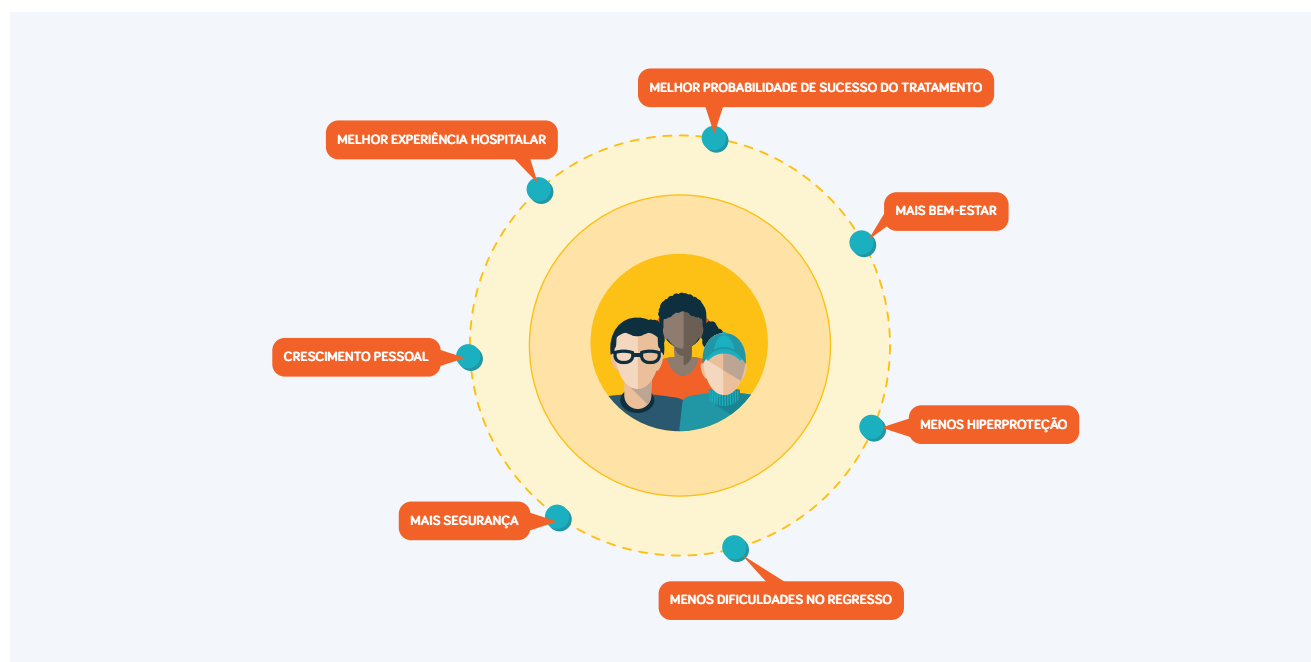 MELHOR PROBABILIDADE DE SUCESSO DO TRATAMENTO
MELHOR EXPERIÊNCIA HOSPITALAR
MAIS BEM-ESTAR
CRESCIMENTO PESSOAL
MENOS HIPERPROTEÇÃO
MAIS SEGURANÇA
MENOS DIFICULDADES NO REGRESSO